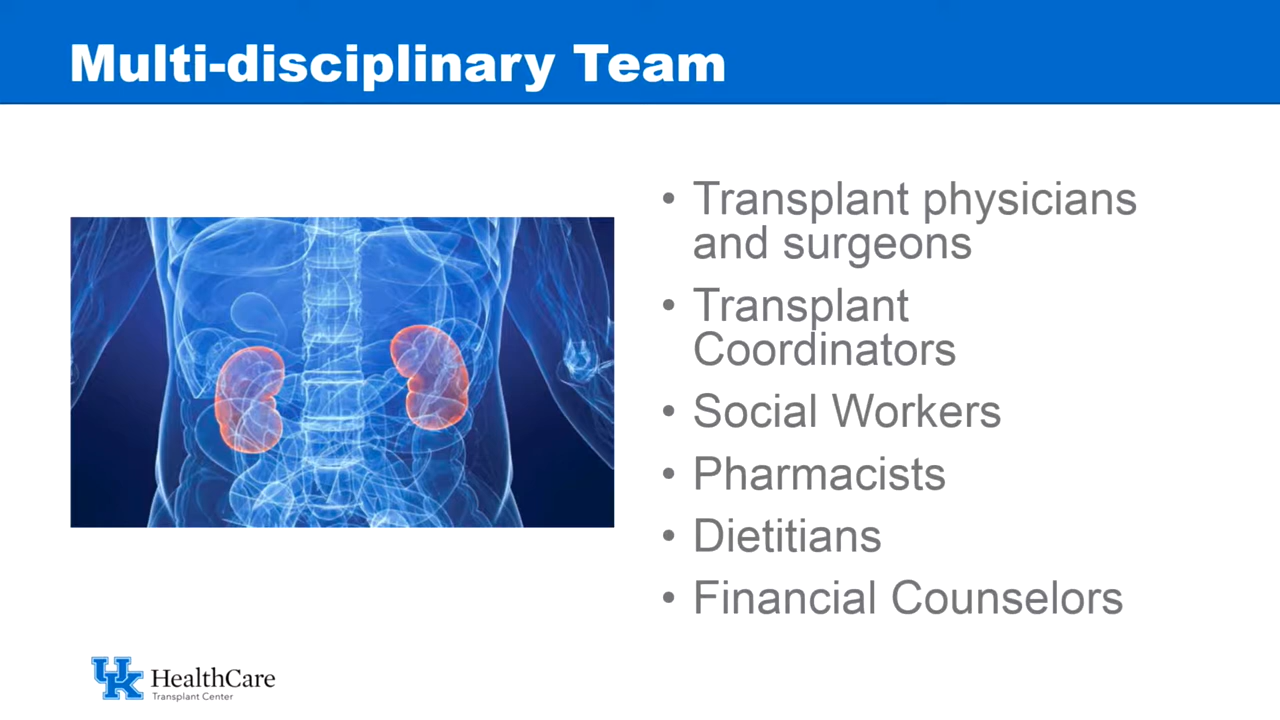 Multi-disciplinary Team
• Transplant physicians
and surgeons
• Transplant
Coordinators
• Social Workers
• Pharmacists
• Dietitians
• Financial Counselors
UK HealthCare
Transplant Center